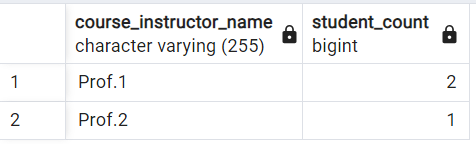 course_instructor_name student_count
character varying (255) bigint
1 Prof.1 2
2 Prof.2 1